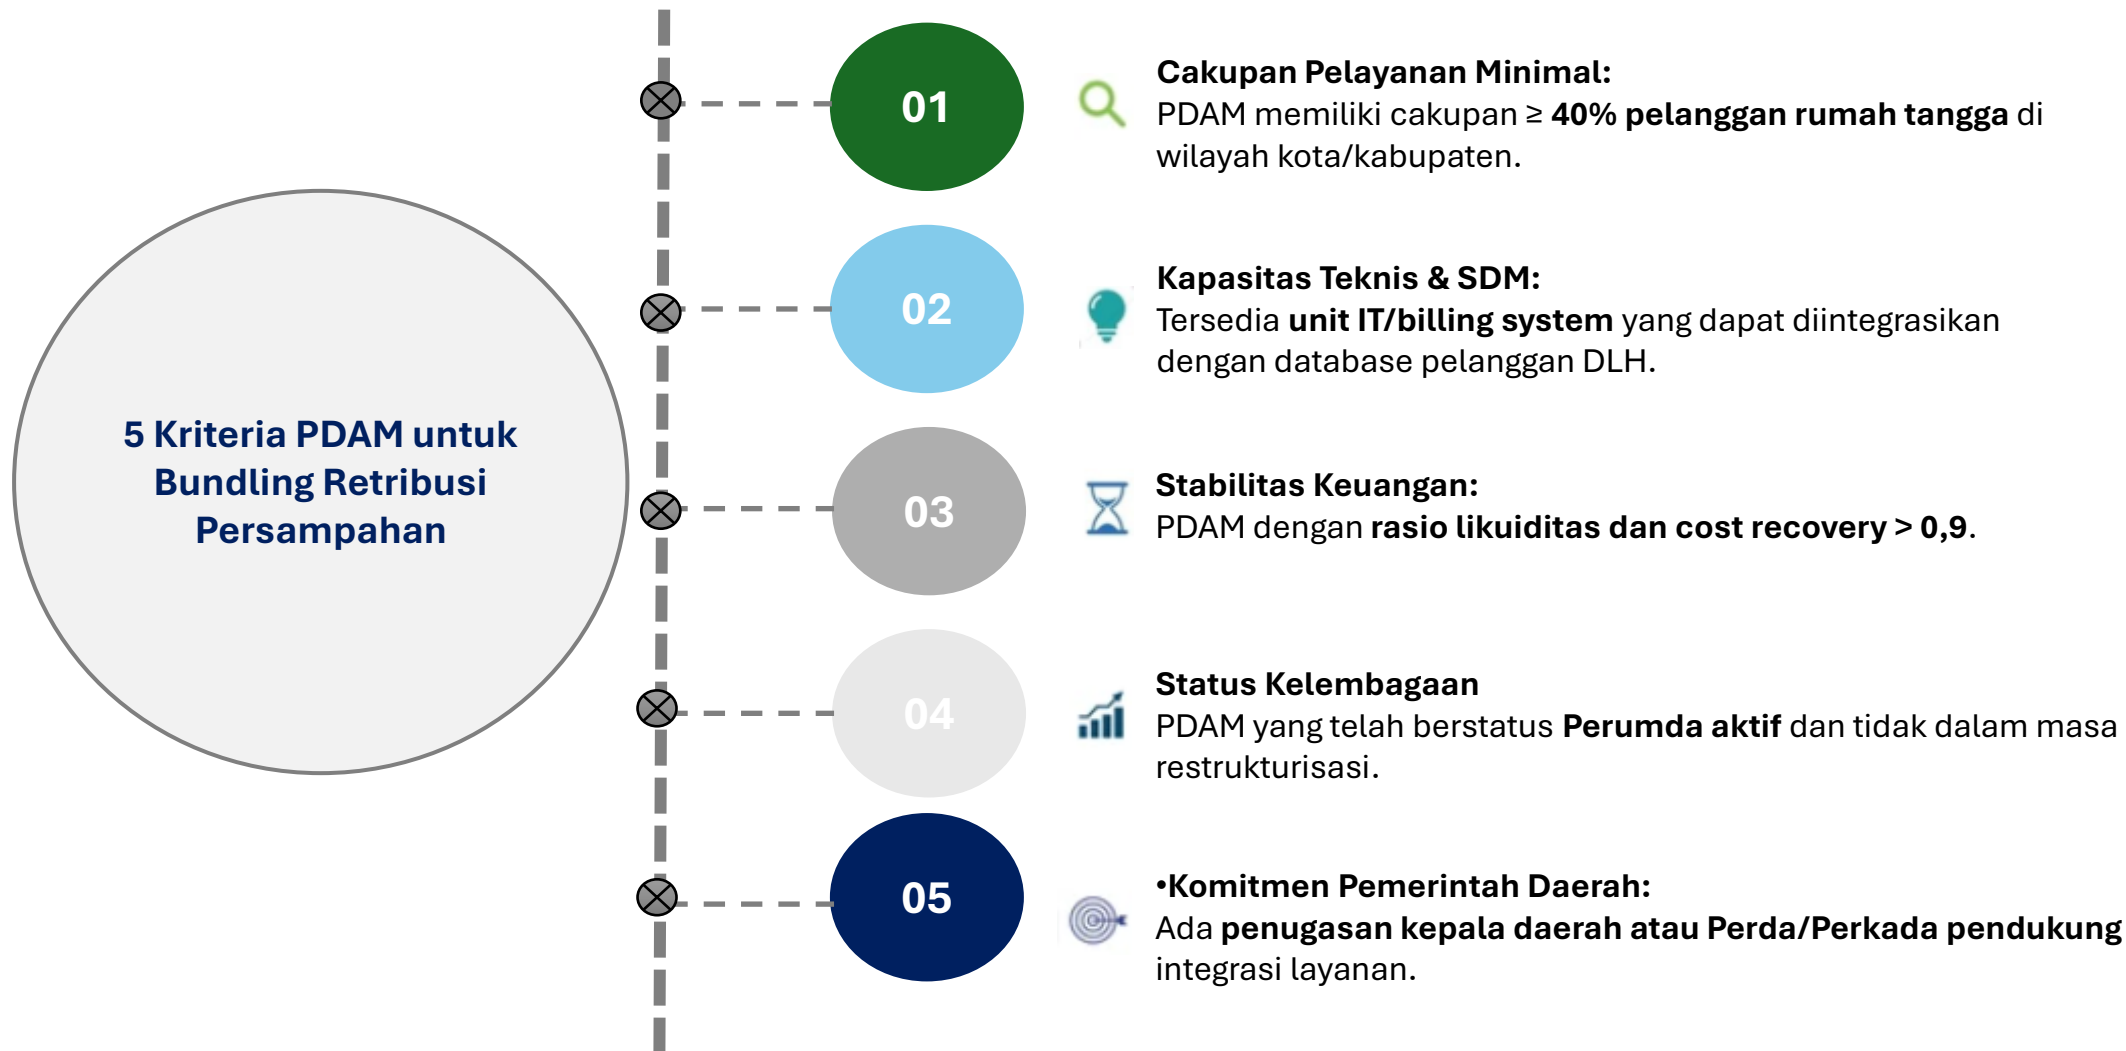 5 Kriteria PDAM untuk
Bundling Retribusi
Persampahan
01
Cakupan Pelayanan Minimal:
PDAM memiliki cakupan ≥ 40% pelanggan rumah tangga di
wilayah kota/kabupaten.
02
Kapasitas Teknis & SDM:
Tersedia unit IT/billing system yang dapat diintegrasikan
dengan database pelanggan DLH.
03
Stabilitas Keuangan:
PDAM dengan rasio likuiditas dan cost recovery > 0,9.
04
Status Kelembagaan
PDAM yang telah berstatus Perumda aktif dan tidak dalam masa
restrukturisasi.
05
•Komitmen Pemerintah Daerah:
Ada penugasan kepala daerah atau Perda/Perkada pendukung
integrasi layanan.